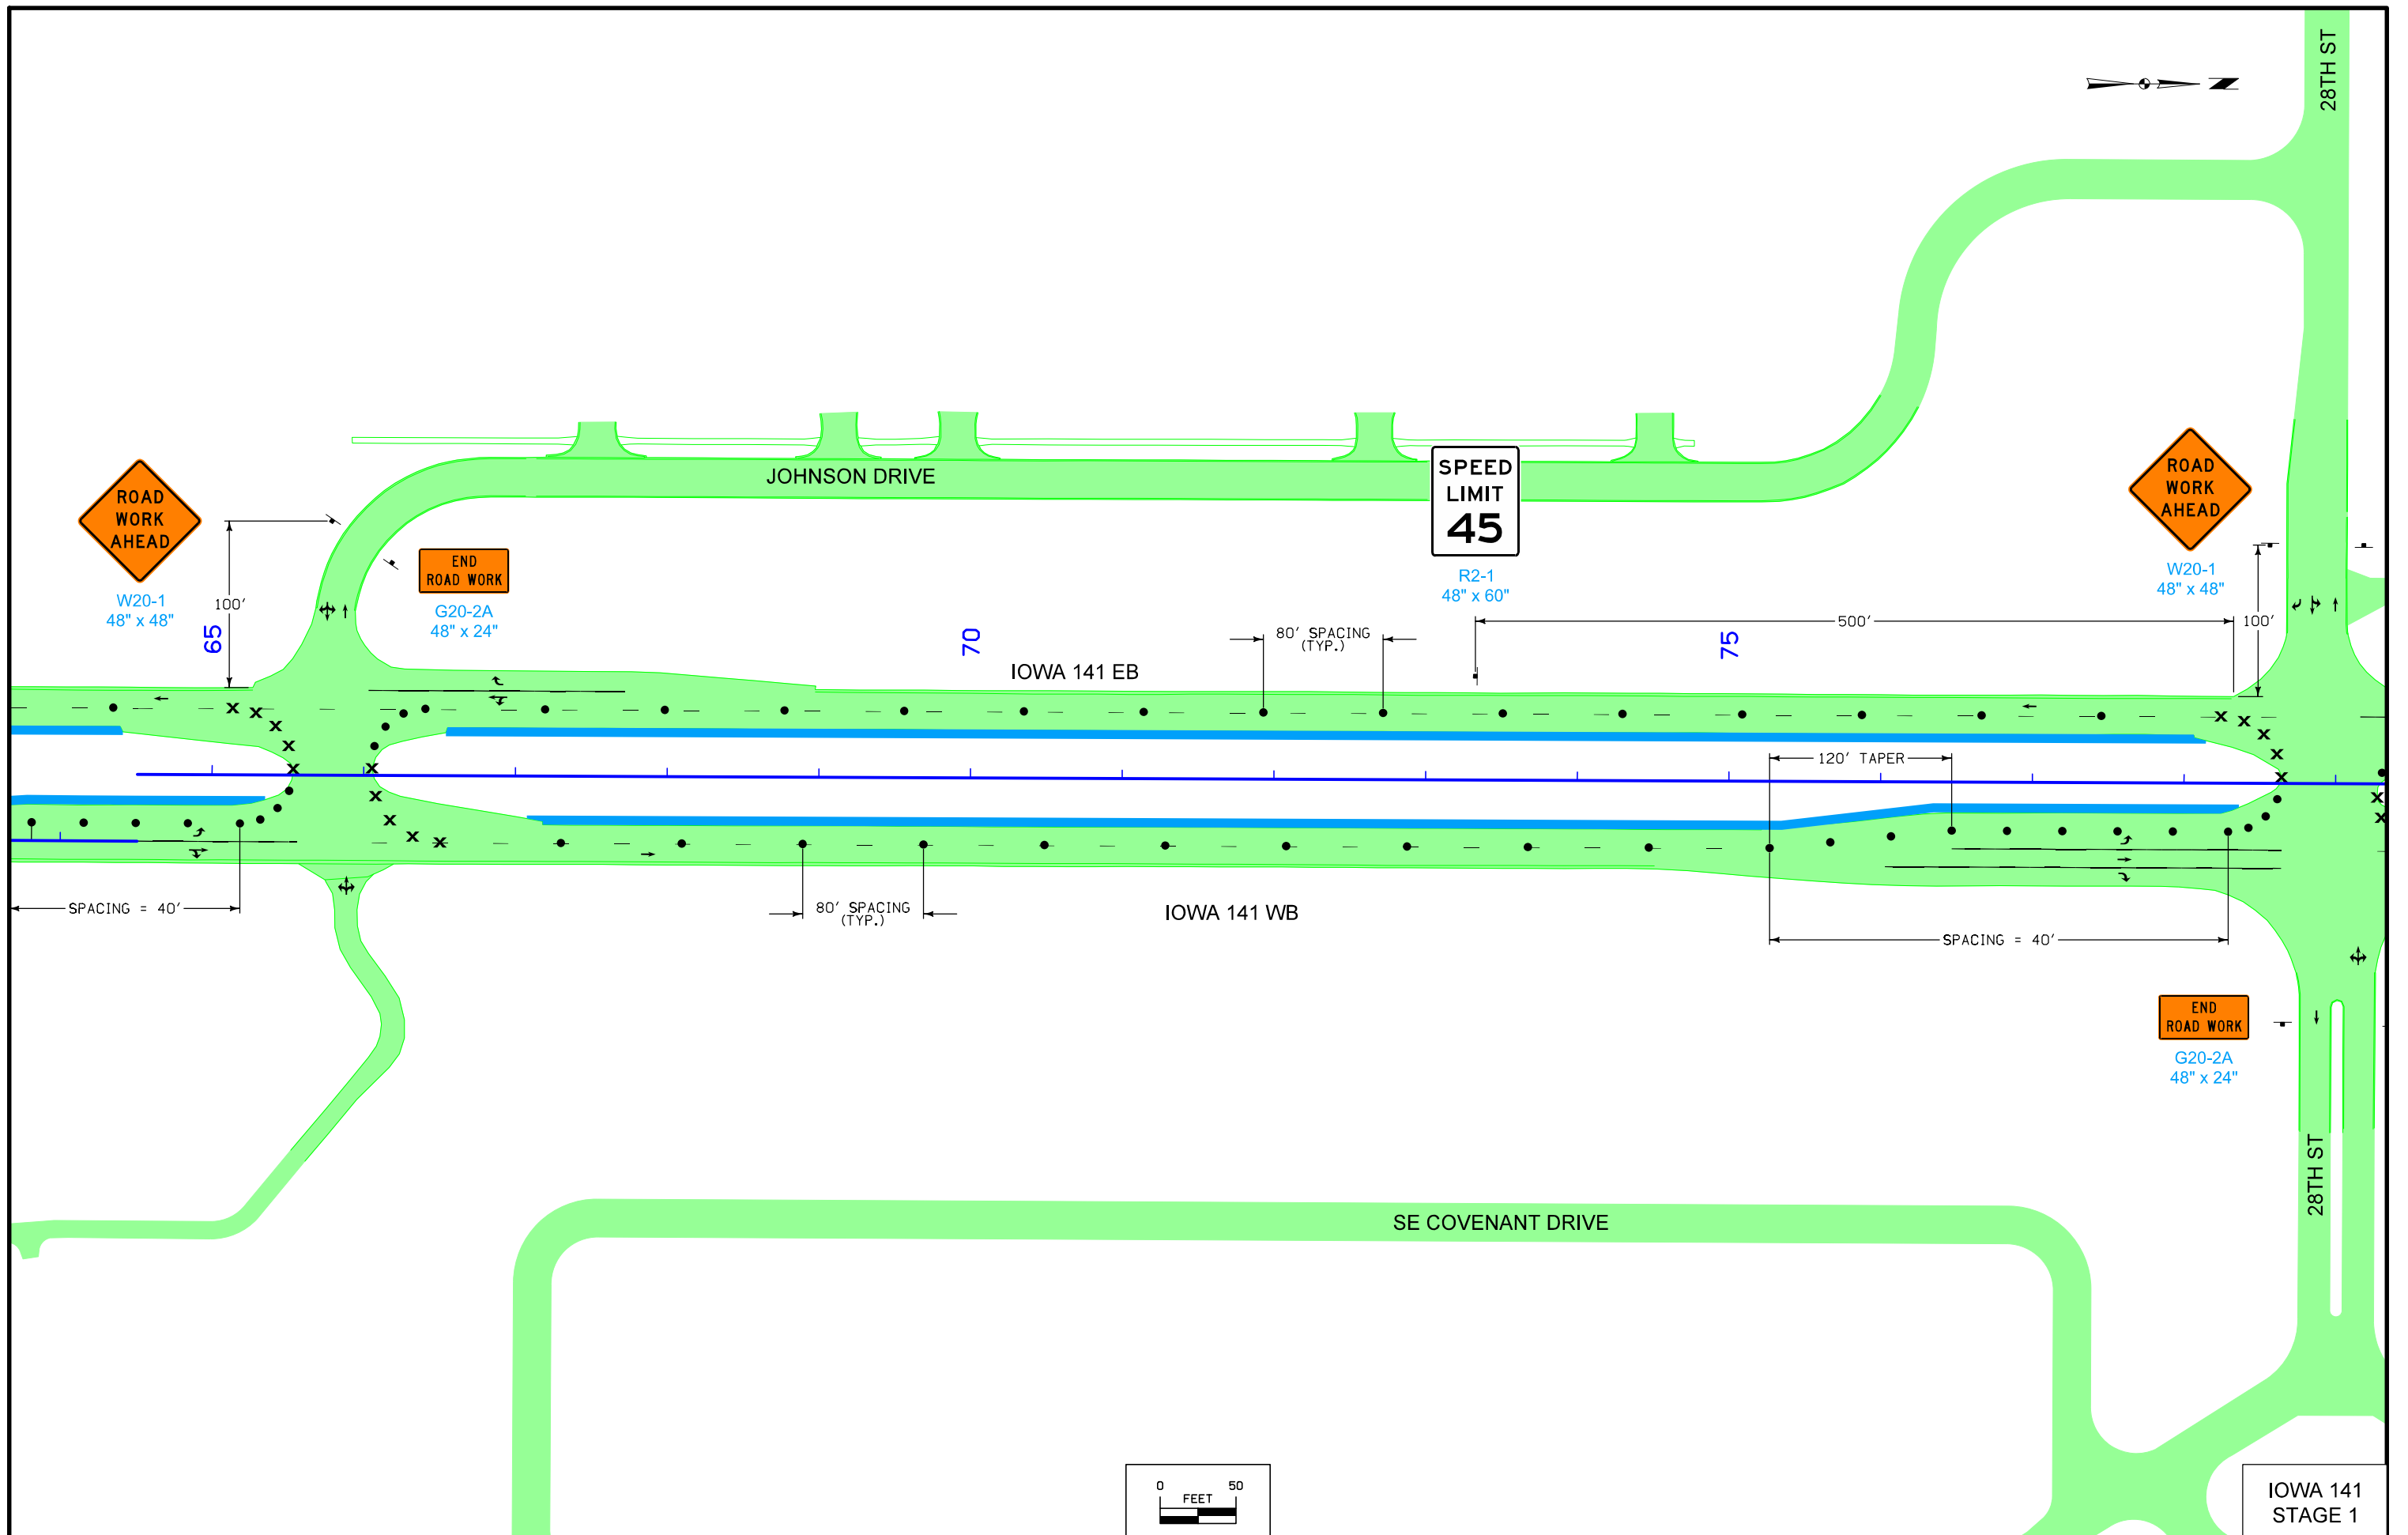 28TH ST
N
ROAD
WORK
AHEAD
W20-1
48" x 48"
100'
65
END
ROAD WORK
G20-2A
48" x 24"
JOHNSON DRIVE
SPEED
LIMIT
45
R2-1
48" x 60"
ROAD
WORK
AHEAD
W20-1
48" x 48"
100'
500'
70
75
80' SPACING
(TYP.)
IOWA 141 EB
120' TAPER
SPACING = 40'
80' SPACING
(TYP.)
IOWA 141 WB
SPACING = 40'
END
ROAD WORK
G20-2A
48" x 24"
28TH ST
SE COVENANT DRIVE
0 50
FEET
IOWA 141
STAGE 1